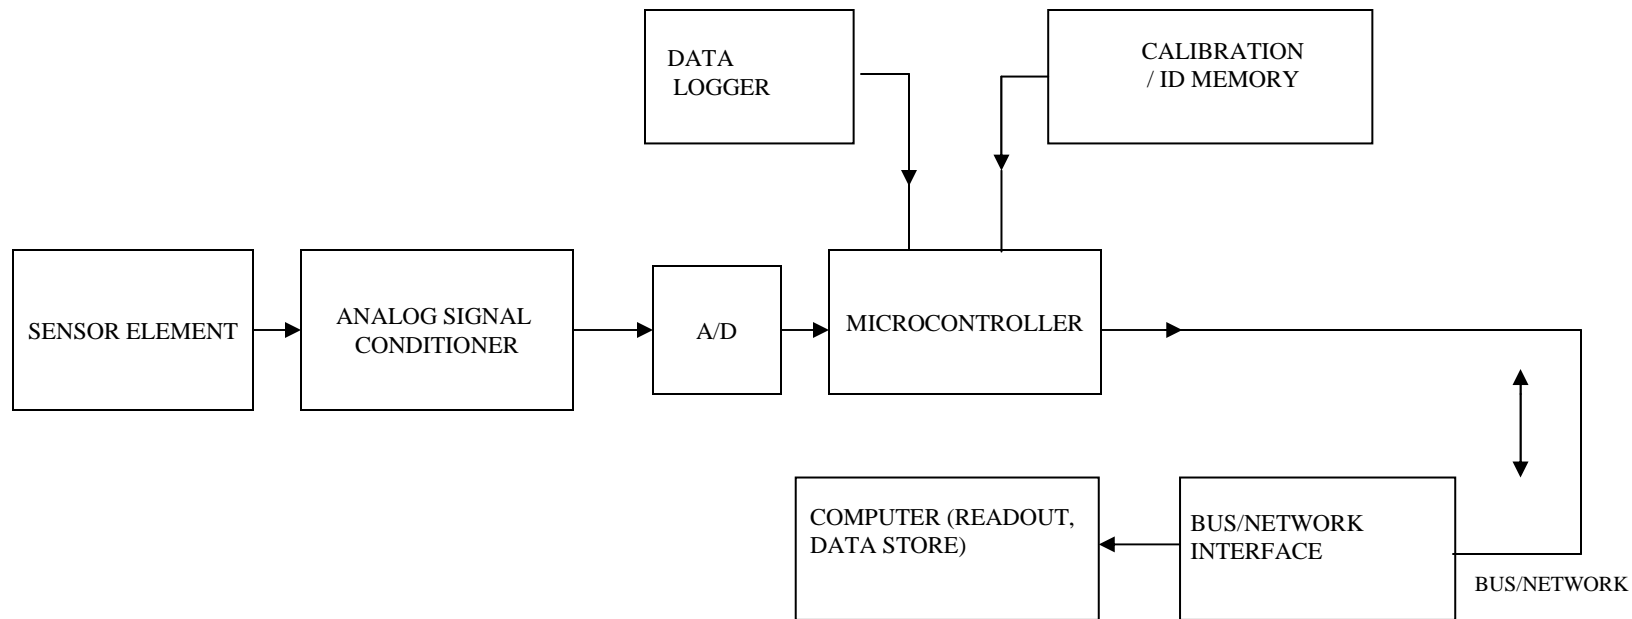 DATA
LOGGER
CALIBRATION
/ ID MEMORY
SENSOR ELEMENT
ANALOG SIGNAL
CONDITIONER
A/D
MICROCONTROLLER
COMPUTER (READOUT,
DATA STORE)
BUS/NETWORK
INTERFACE
BUS/NETWORK